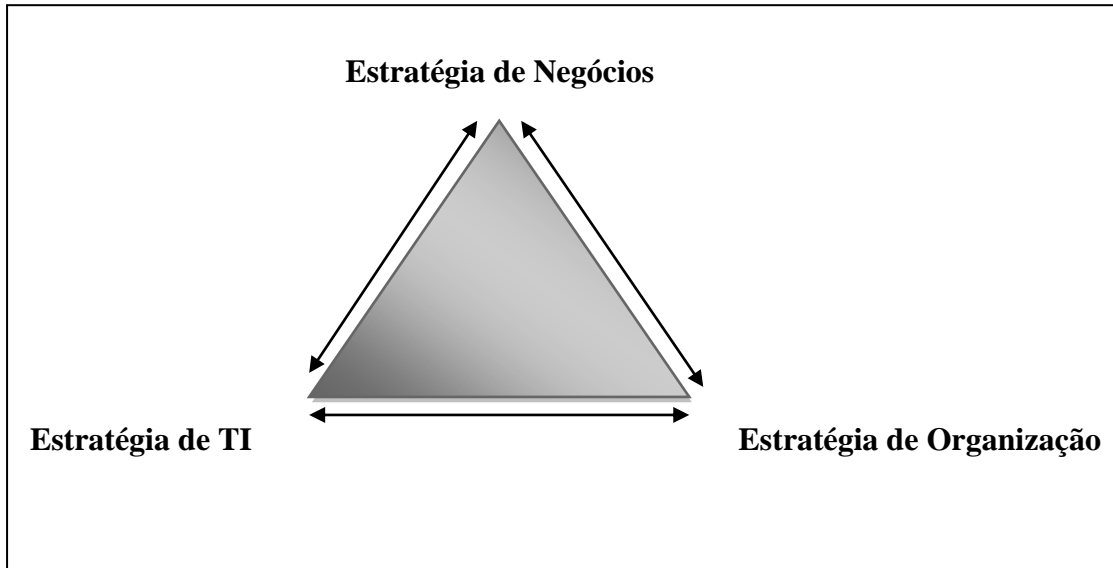 Estratégia de Negócios
Estratégia de TI
Estratégia de Organização